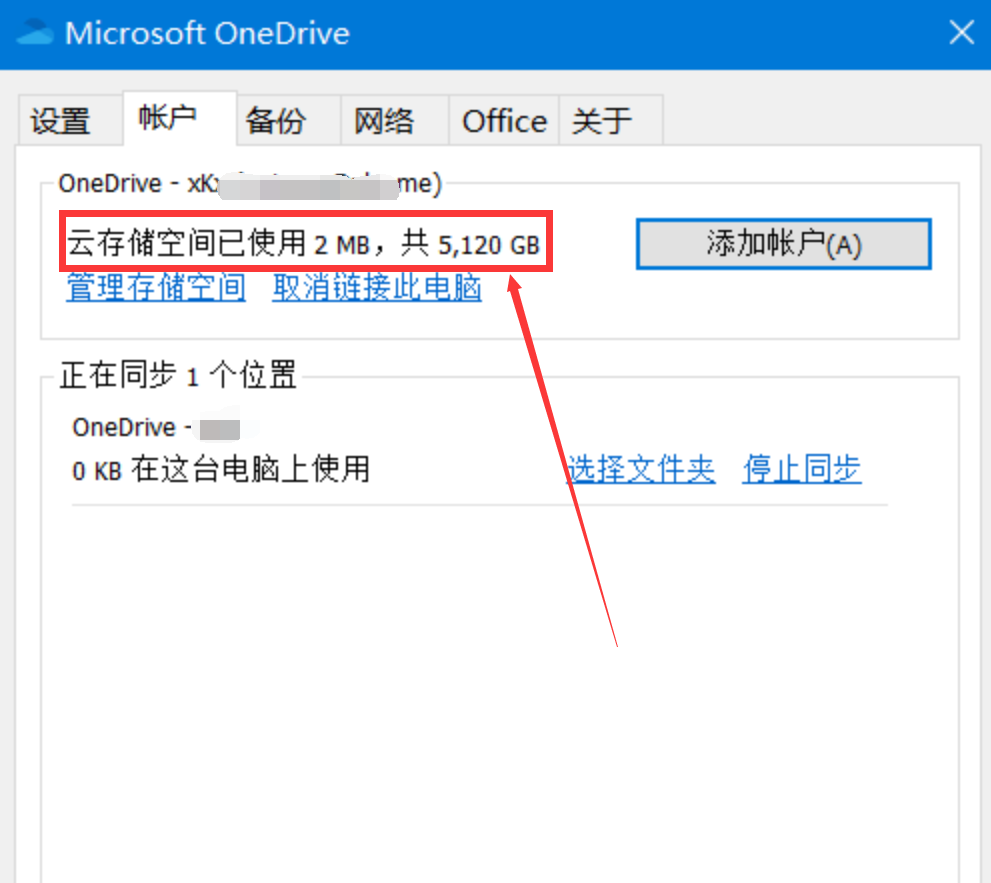 Microsoft OneDrive
设置 帐户 备份 网络 Office 关于
OneDrive - xK me)
云存储空间已使用 2 MB，共 5,120 GB
添加帐户(A)
管理存储空间 取消链接此电脑
正在同步 1 个位置
OneDrive -
0 KB 在这台电脑上使用
选择文件夹 停止同步